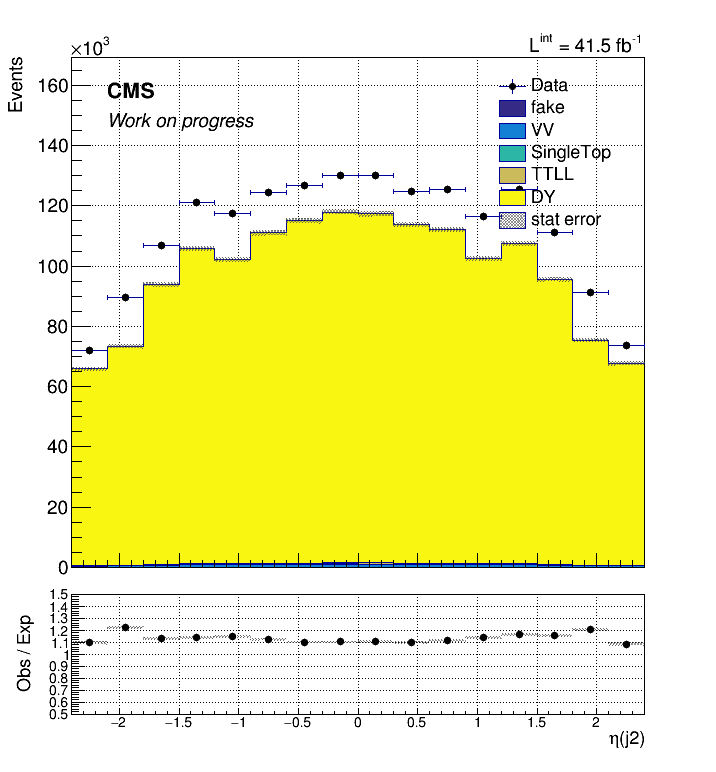 ×10³
L^int = 41.5 fb⁻¹
Events
CMS
Work on progress
Data
fake
VV
SingleTop
TTLL
DY
stat error
160
140
120
100
80
60
40
20
0
Obs / Exp
1.5
1.4
1.3
1.2
1.1
1
0.9
0.8
0.7
0.6
0.5
−2 −1.5 −1 −0.5 0 0.5 1 1.5 2
η(j2)